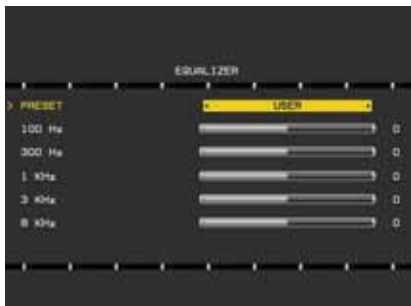 EQUALIZER
> PRESET USER
100 Hz 0
300 Hz 0
1 KHz 0
3 KHz 0
8 KHz 0